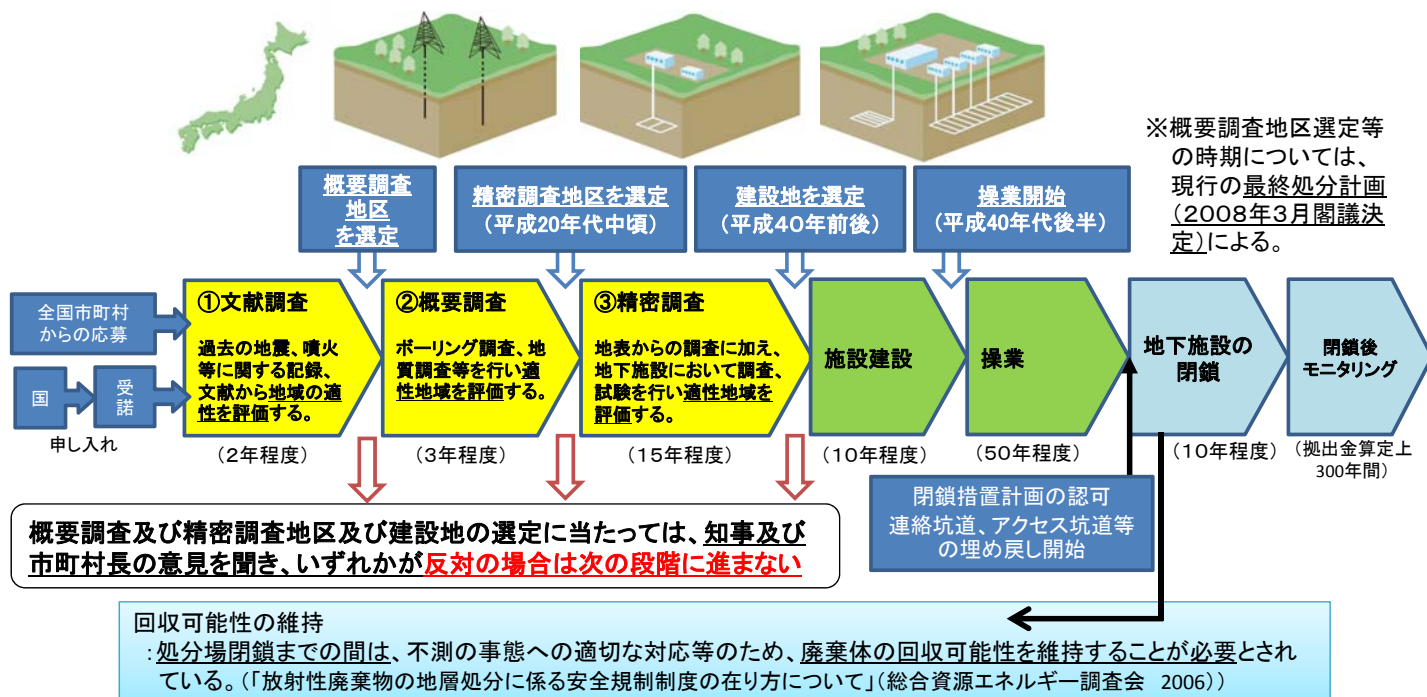 ※概要調査地区選定等
の時期については、
現行の最終処分計画
(2008年3月閣議決
定)による。
概要調査
地区
を選定
精密調査地区を選定
(平成20年代中頃)
建設地を選定
(平成40年前後)
操業開始
(平成40年代後半)
全国市町村
からの応募
国
受諾
申し入れ
①文献調査
過去の地震、噴火
等に関する記録、
文献から地域の適
性を評価する。
(2年程度)
②概要調査
ボーリング調査、地
質調査等を行い適
性地域を評価する。
(3年程度)
③精密調査
地表からの調査に加え、
地下施設において調査、
試験を行い適性地域を
評価する。
(15年程度)
施設建設
(10年程度)
操業
(50年程度)
地下施設の
閉鎖
(10年程度)
閉鎖後
モニタリング
(拠出金算定上
300年間)
閉鎖措置計画の認可
連絡坑道、アクセス坑道等
の埋め戻し開始
概要調査及び精密調査地区及び建設地の選定に当たっては、知事及び
市町村長の意見を聞き、いずれかが反対の場合は次の段階に進まない
回収可能性の維持
:処分場閉鎖までの間は、不測の事態への適切な対応等のため、廃棄体の回収可能性を維持することが必要とされ
ている。(「放射性廃棄物の地層処分に係る安全規制制度の在り方について」(総合資源エネルギー調査会 2006))